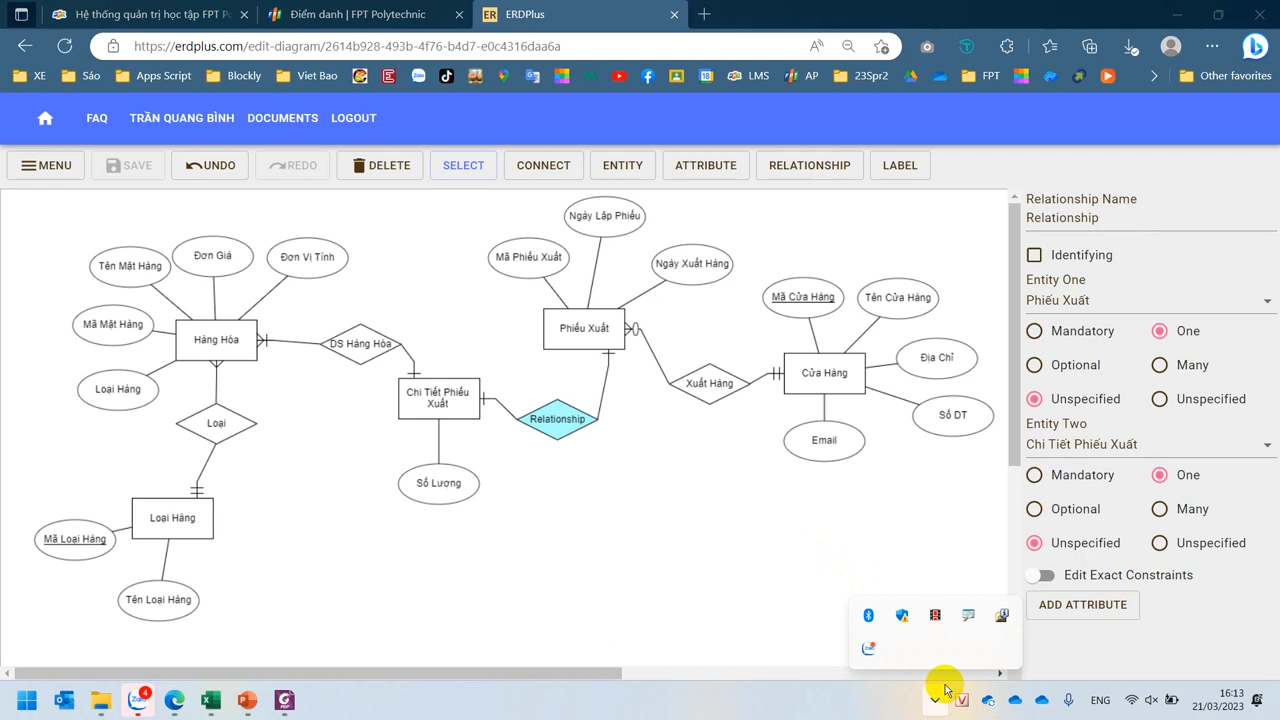 Hệ thống quản trị học tập FPT Po
Điểm danh | FPT Polytechnic
ER ERDPlus
https://erdplus.com/edit-diagram/2614b928-493b-4f76-b4d7-e0c4316daa6a
XE
Sáo
Apps Script
Blockly
Viet Bao
LMS
AP
23Spr2
FPT
Other favorites
FAQ
TRẦN QUANG BÌNH
DOCUMENTS
LOGOUT
MENU
SAVE
UNDO
REDO
DELETE
SELECT
CONNECT
ENTITY
ATTRIBUTE
RELATIONSHIP
LABEL
Ngày Lập Phiếu
Mã Phiếu Xuất
Ngày Xuất Hàng
Tên Mặt Hàng
Đơn Giá
Đơn Vị Tính
Mã Mặt Hàng
Hàng Hóa
Loại Hàng
DS Hàng Hóa
Phiếu Xuất
Mã Cửa Hàng
Tên Cửa Hàng
Địa Chỉ
Cửa Hàng
Số DT
Email
Xuất Hàng
Chi Tiết Phiếu
Xuất
Relationship
Số Lượng
Loại
Loại Hàng
Mã Loại Hàng
Tên Loại Hàng
Relationship Name
Relationship
Identifying
Entity One
Phiếu Xuất
Mandatory
One
Optional
Many
Unspecified
Unspecified
Entity Two
Chi Tiết Phiếu Xuất
Mandatory
One
Optional
Many
Unspecified
Unspecified
Edit Exact Constraints
ADD ATTRIBUTE
4
ENG
16:13
21/03/2023